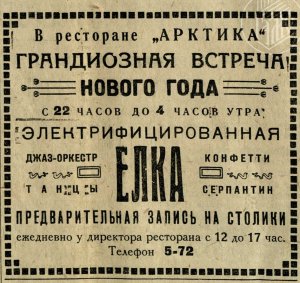 В ресторане „АРКТИКА“
ГРАНДИОЗНАЯ ВСТРЕЧА
НОВОГО ГОДА
С 22 ЧАСОВ ДО 4 ЧАСОВ УТРА
ЭЛЕКТРИФИЦИРОВАННАЯ
ДЖАЗ-ОРКЕСТР
ТАНЦЫ
ЕЛКА
КОНФЕТТИ
СЕРПАНТИН
ПРЕДВАРИТЕЛЬНАЯ ЗАПИСЬ НА СТОЛИКИ
ежедневно у директора ресторана с 12 до 17 час.
Телефон 5-72